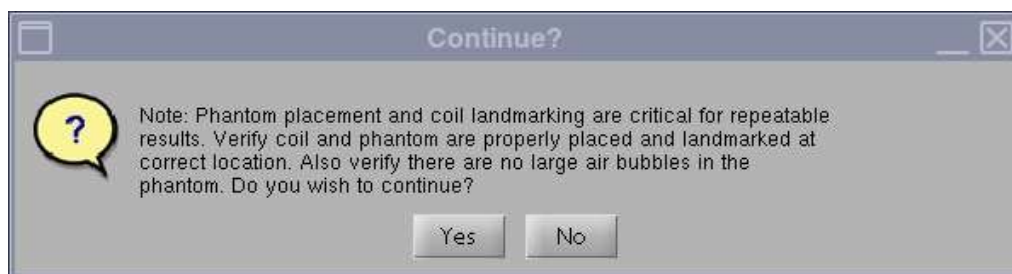 Continue?
Note: Phantom placement and coil landmarking are critical for repeatable
results. Verify coil and phantom are properly placed and landmarked at
correct location. Also verify there are no large air bubbles in the
phantom. Do you wish to continue?
?
Yes No